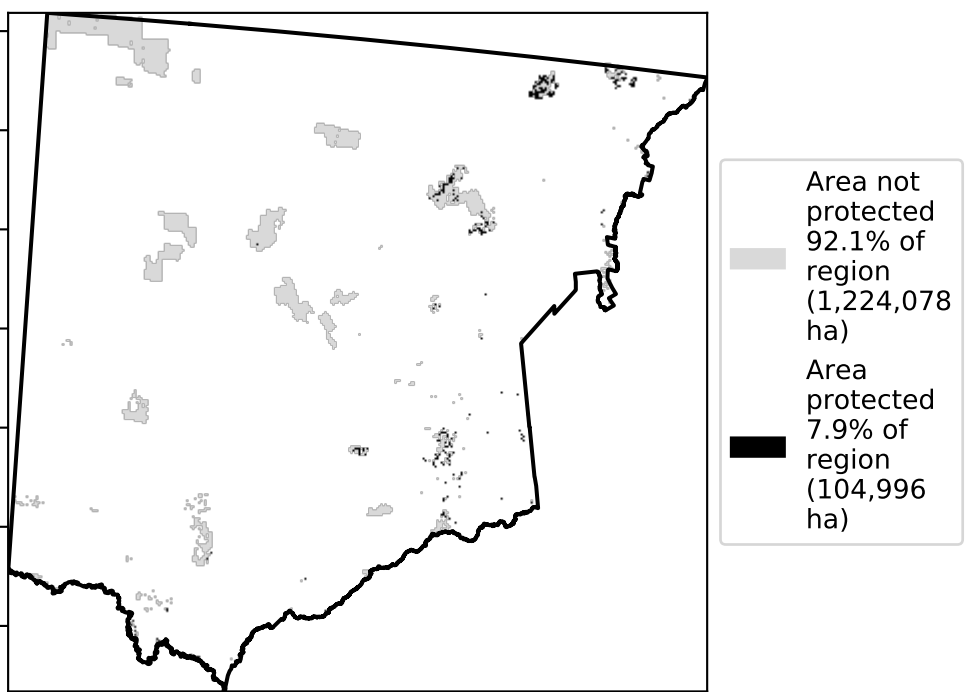 Area not
protected
92.1% of
region
(1,224,078
ha)
Area
protected
7.9% of
region
(104,996
ha)